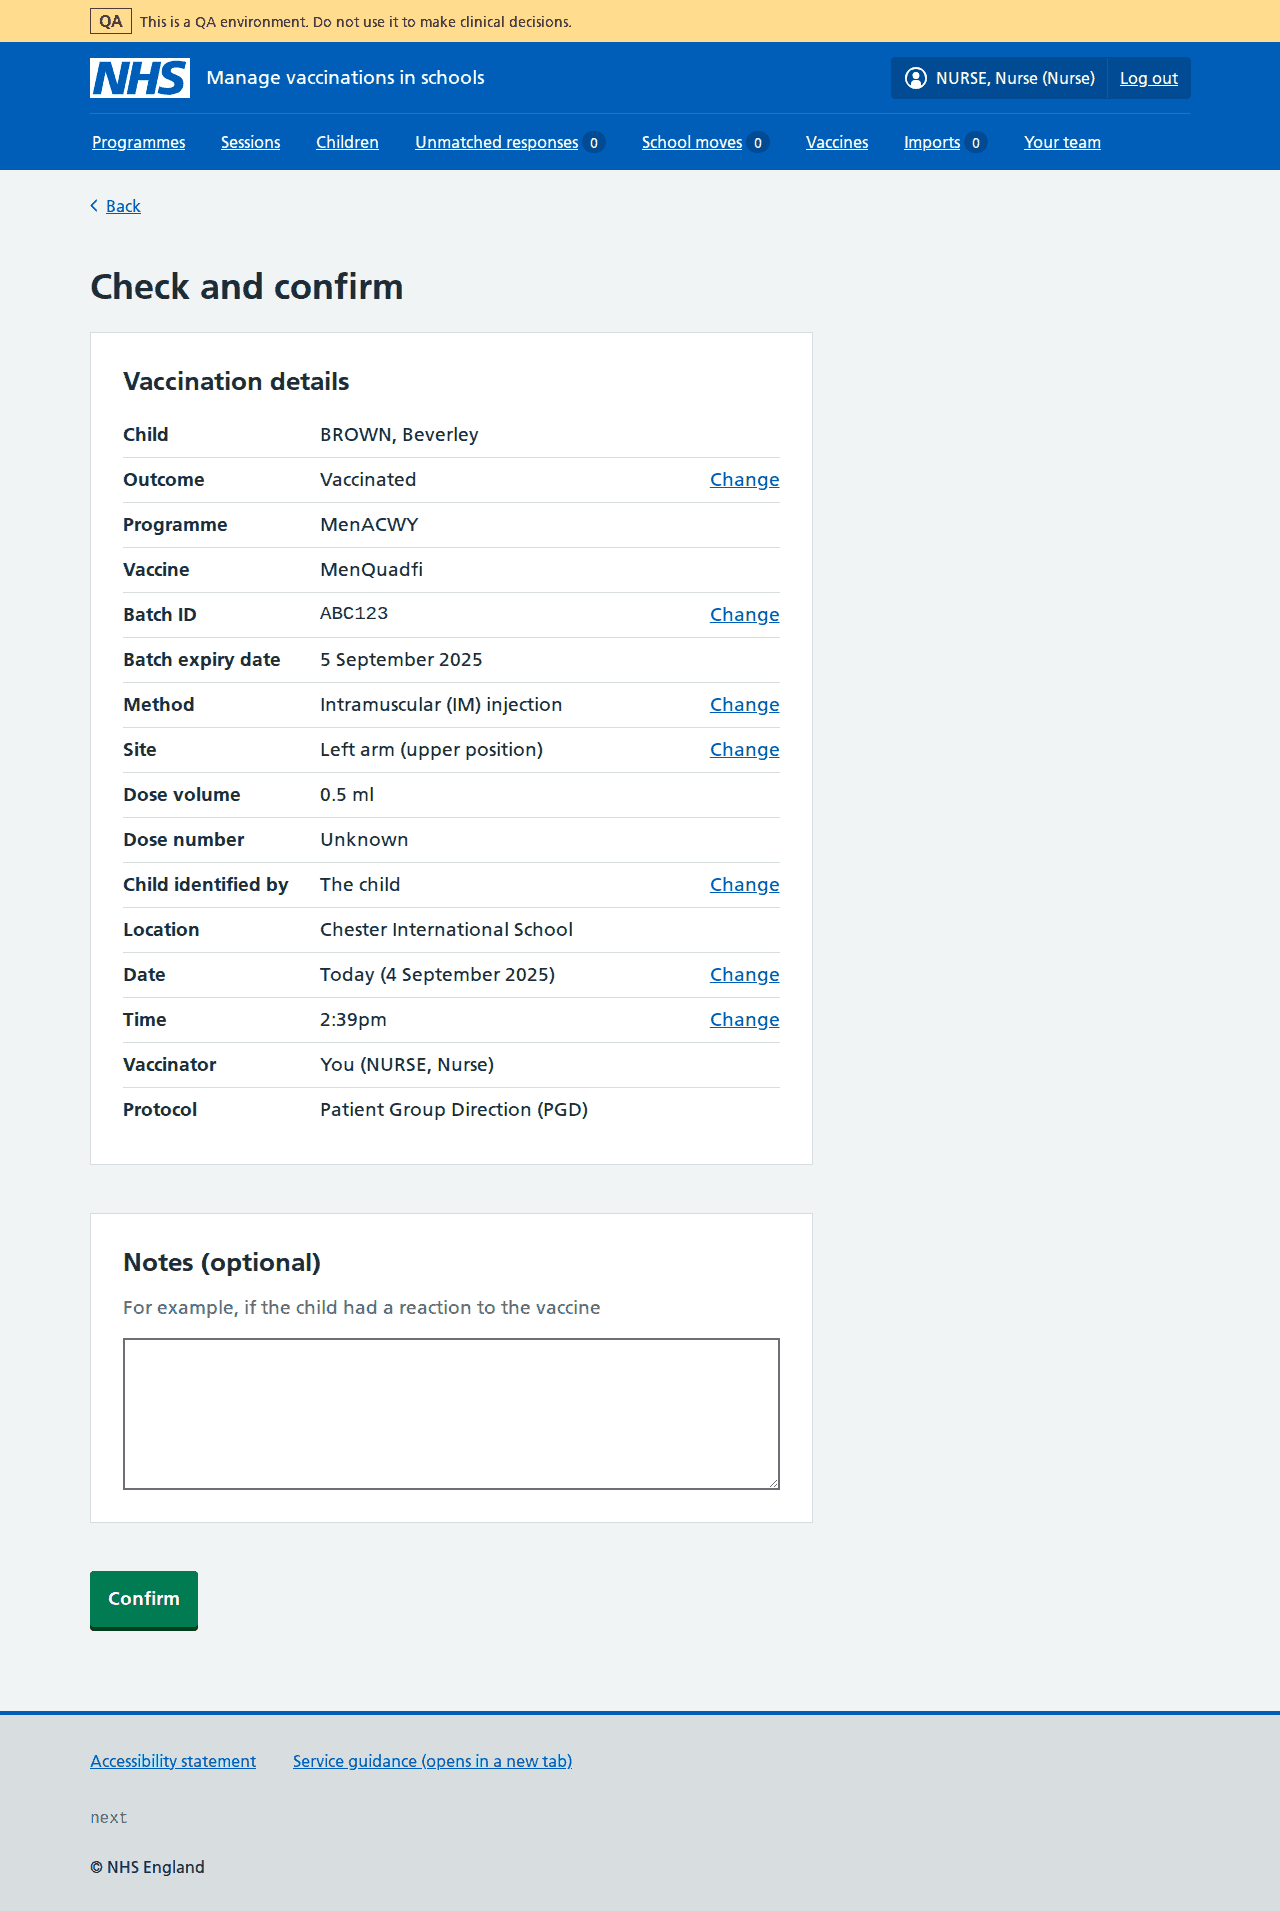 QA This is a QA environment. Do not use it to make clinical decisions.
NHS Manage vaccinations in schools NURSE, Nurse (Nurse) Log out
Programmes Sessions Children Unmatched responses 0 School moves 0 Vaccines Imports 0 Your team
Back
Check and confirm
Vaccination details
Child BROWN, Beverley
Outcome Vaccinated Change
Programme MenACWY
Vaccine MenQuadfi
Batch ID ABC123 Change
Batch expiry date 5 September 2025
Method Intramuscular (IM) injection Change
Site Left arm (upper position) Change
Dose volume 0.5 ml
Dose number Unknown
Child identified by The child Change
Location Chester International School
Date Today (4 September 2025) Change
Time 2:39pm Change
Vaccinator You (NURSE, Nurse)
Protocol Patient Group Direction (PGD)
Notes (optional)
For example, if the child had a reaction to the vaccine
Confirm
Accessibility statement Service guidance (opens in a new tab)
next
© NHS England